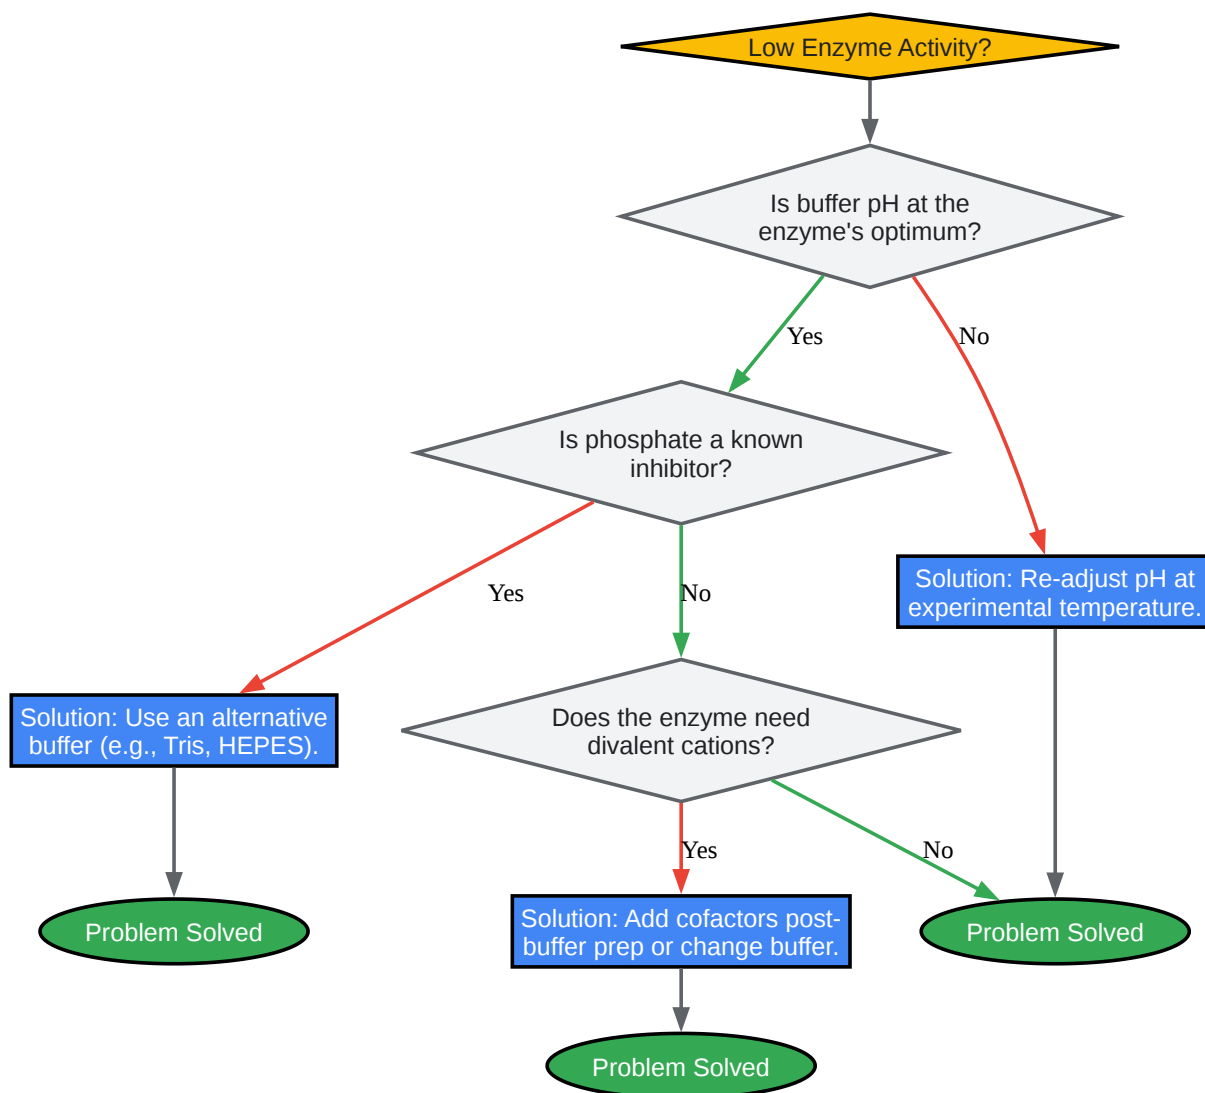 Low Enzyme Activity?
Is buffer pH at the
enzyme's optimum?
Yes
No
Is phosphate a known
inhibitor?
Yes
No
Solution: Re-adjust pH at
experimental temperature.
Solution: Use an alternative
buffer (e.g., Tris, HEPES).
Does the enzyme need
divalent cations?
Yes
No
Solution: Add cofactors post-
buffer prep or change buffer.
Problem Solved
Problem Solved
Problem Solved